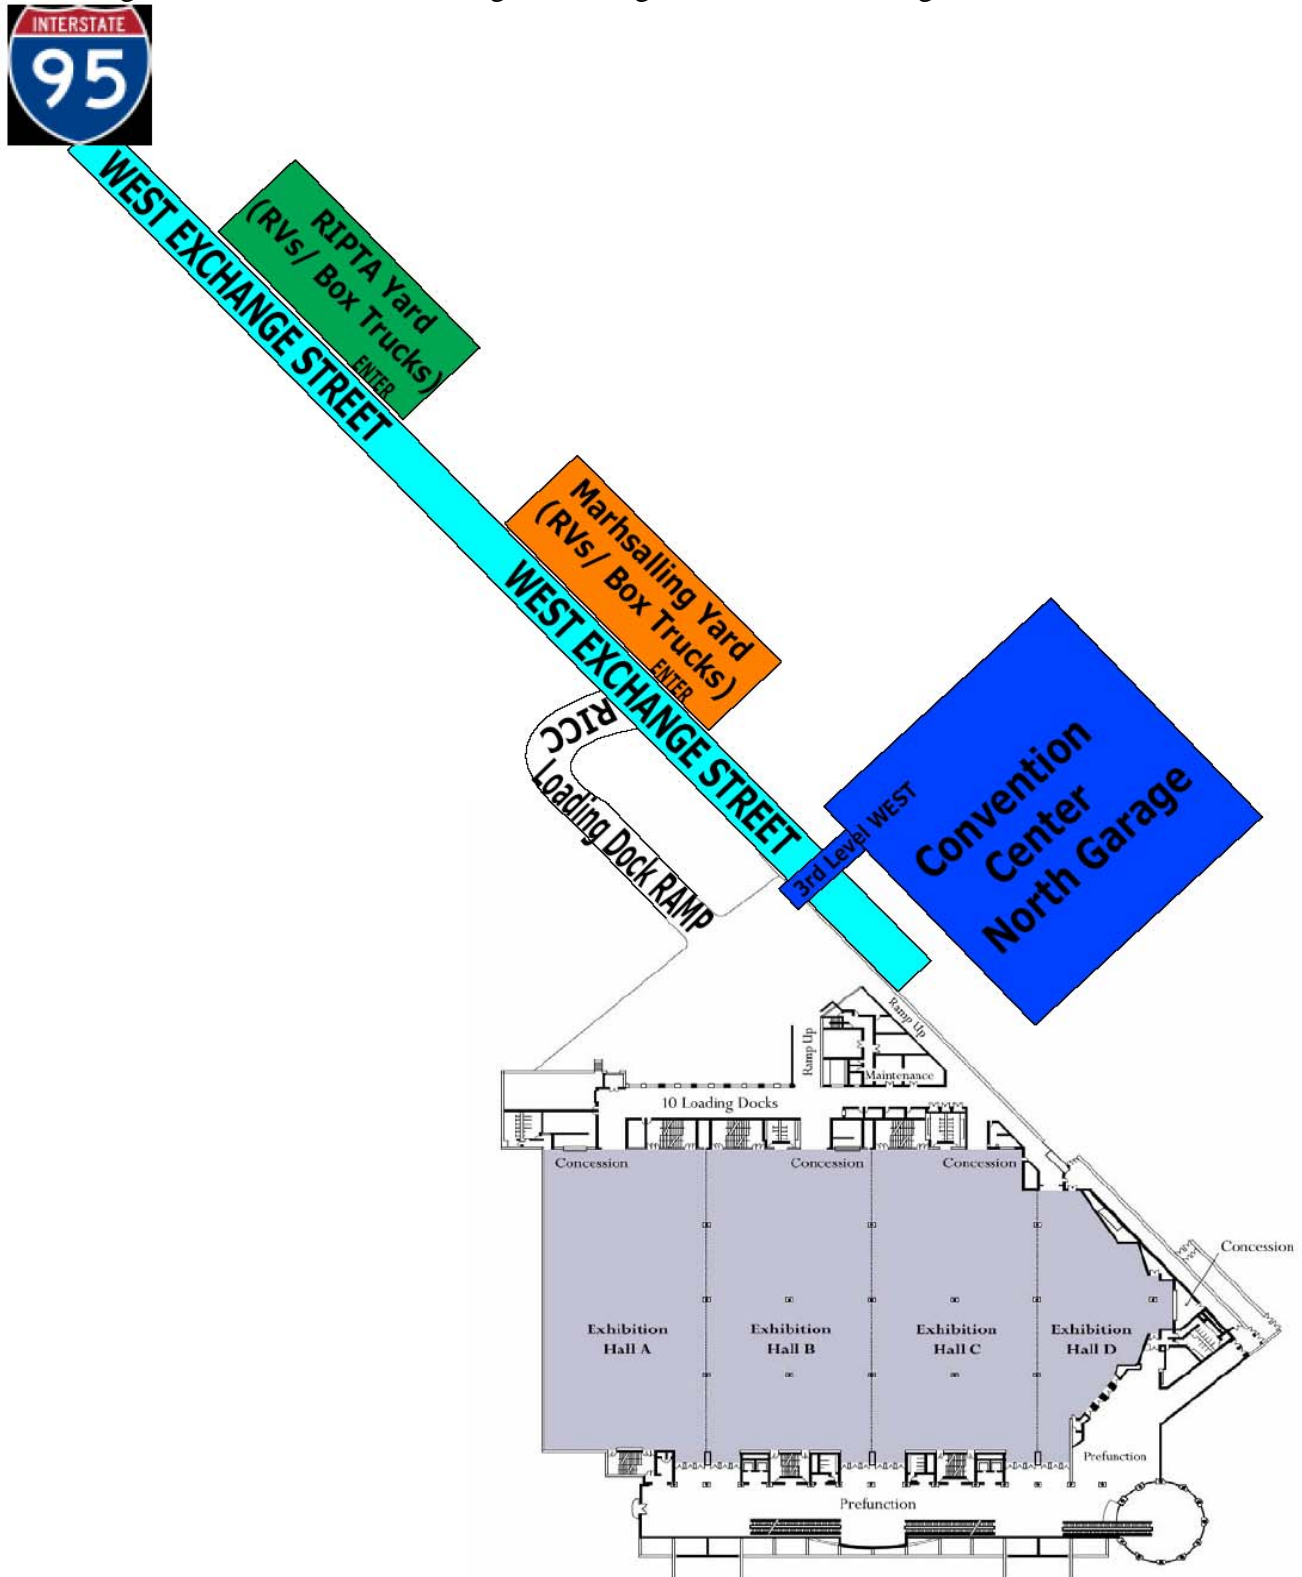 INTERSTATE
95
WEST EXCHANGE STREET
RIPTA Yard
(RVs/ Box Trucks)
ENTER
Marhsalling Yard
(RVs/ Box Trucks)
ENTER
WEST EXCHANGE STREET
RICC
Loading Dock RAMP
3rd Level WEST
Convention
Center
North Garage
Ramp Up
Ramp Up
Maintenance
10 Loading Docks
Concession
Concession
Concession
Concession
Exhibition
Hall A
Exhibition
Hall B
Exhibition
Hall C
Exhibition
Hall D
Prefunction
Prefunction